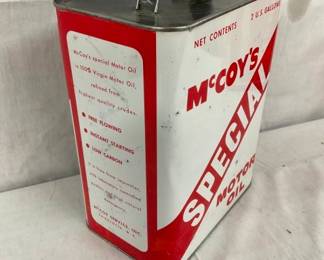 McCoy's special Motor Oil
is 100% Virgin Motor Oil,
refined from
highest quality crudes.
FREE FLOWING
INSTANT STARTING
LOW CARBON
NET CONTENTS 2 U.S. GALLONS
McCOY'S
SPECIAL
MOTOR
OIL